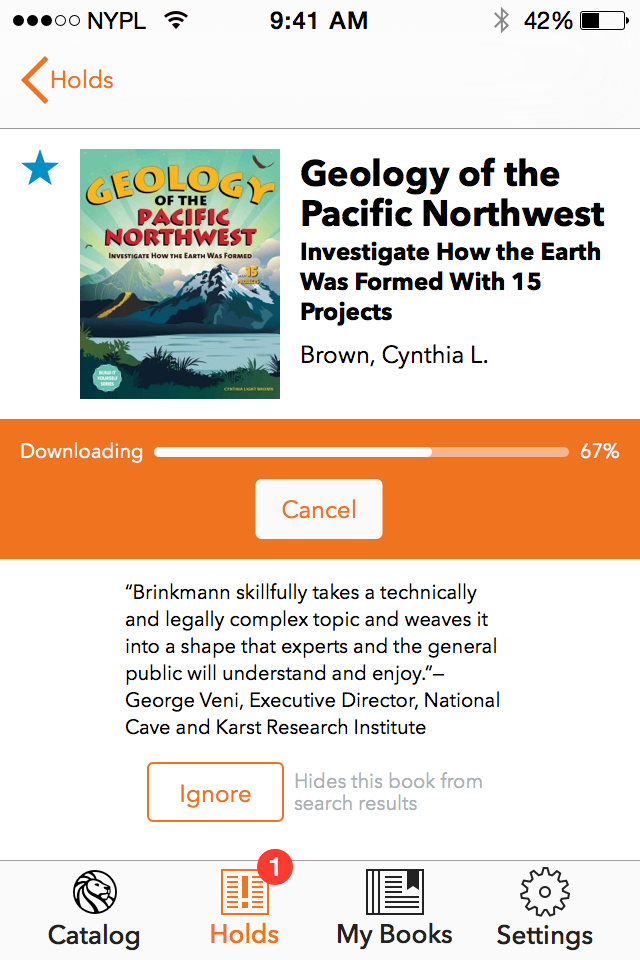 NYPL 9:41 AM 42%
Holds
GEOLOGY
OF THE
PACIFIC
NORTHWEST
INVESTIGATE HOW THE EARTH WAS FORMED
15
PROJECTS
BUILD IT
YOURSELF
SERIES
CYNTHIA LIGHT BROWN
Geology of the
Pacific Northwest
Investigate How the Earth
Was Formed With 15
Projects
Brown, Cynthia L.
Downloading 67%
Cancel
“Brinkmann skillfully takes a technically
and legally complex topic and weaves it
into a shape that experts and the general
public will understand and enjoy.”–
George Veni, Executive Director, National
Cave and Karst Research Institute
Ignore
Hides this book from
search results
1
Catalog Holds My Books Settings